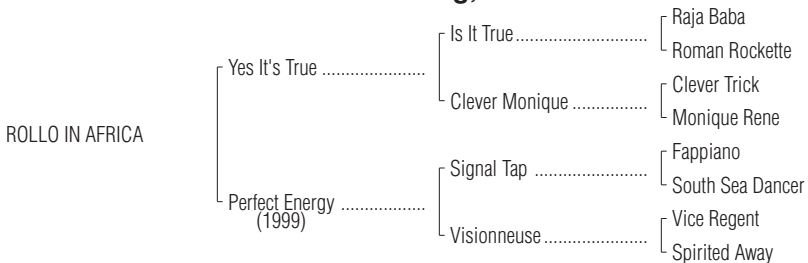 Raja Baba
Is It True............................
Roman Rockette
Yes It's True ......................
Clever Trick
Clever Monique ................
Monique Rene
ROLLO IN AFRICA
Fappiano
Signal Tap ........................
South Sea Dancer
Perfect Energy ..................
(1999)
Vice Regent
Visionneuse......................
Spirited Away